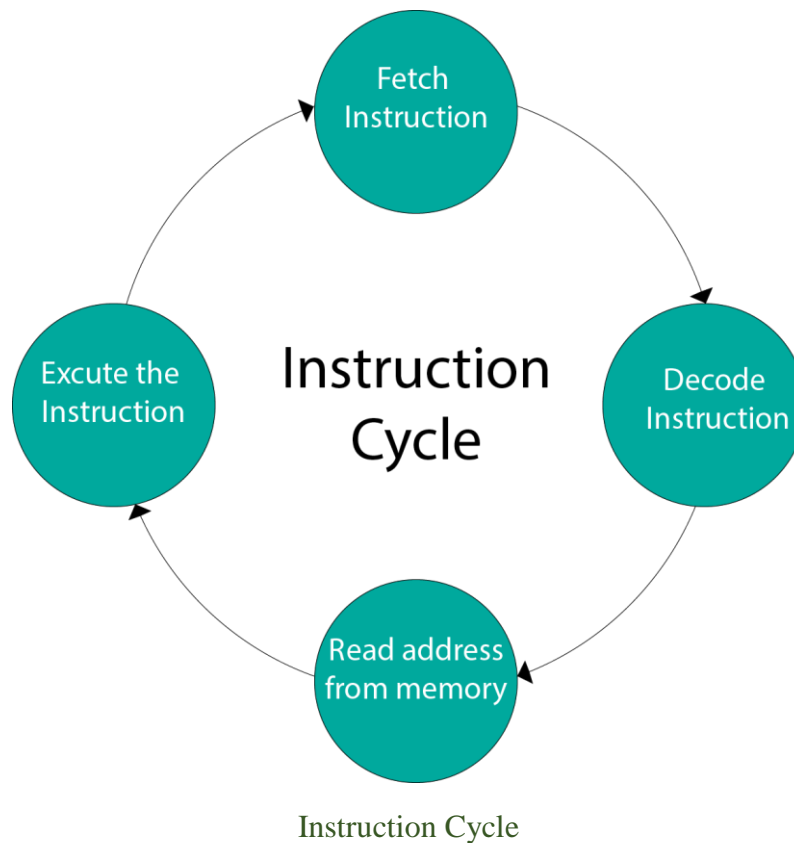 Fetch
Instruction
Decode
Instruction
Read address
from memory
Excute the
Instruction
Instruction
Cycle
Instruction Cycle